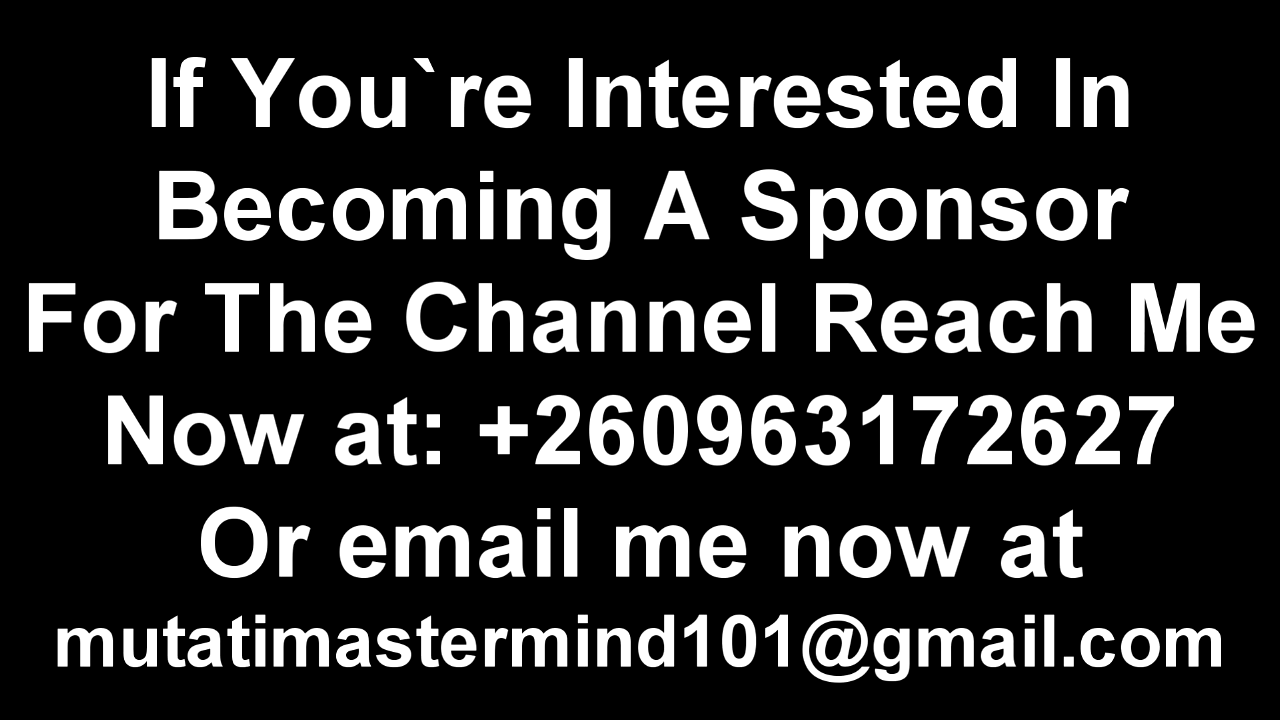 If You`re Interested In
Becoming A Sponsor
For The Channel Reach Me
Now at: +260963172627
Or email me now at
mutatimastermind101@gmail.com